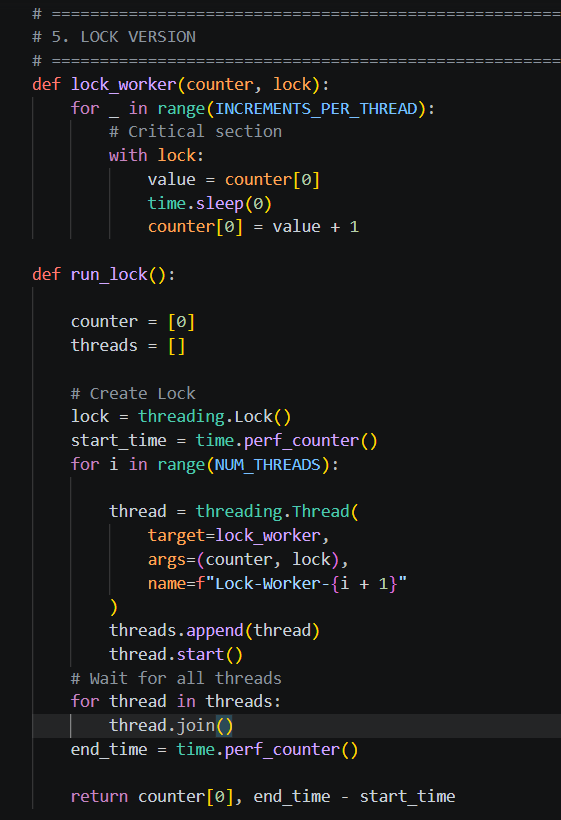 # =====================================================
# 5. LOCK VERSION
# =====================================================
def lock_worker(counter, lock):
    for _ in range(INCREMENTS_PER_THREAD):
        # Critical section
        with lock:
            value = counter[0]
            time.sleep(0)
            counter[0] = value + 1

def run_lock():

    counter = [0]
    threads = []

    # Create Lock
    lock = threading.Lock()
    start_time = time.perf_counter()
    for i in range(NUM_THREADS):

        thread = threading.Thread(
            target=lock_worker,
            args=(counter, lock),
            name=f"Lock-Worker-{i + 1}"
        )
        threads.append(thread)
        thread.start()
    # Wait for all threads
    for thread in threads:
        thread.join()
    end_time = time.perf_counter()

    return counter[0], end_time - start_time